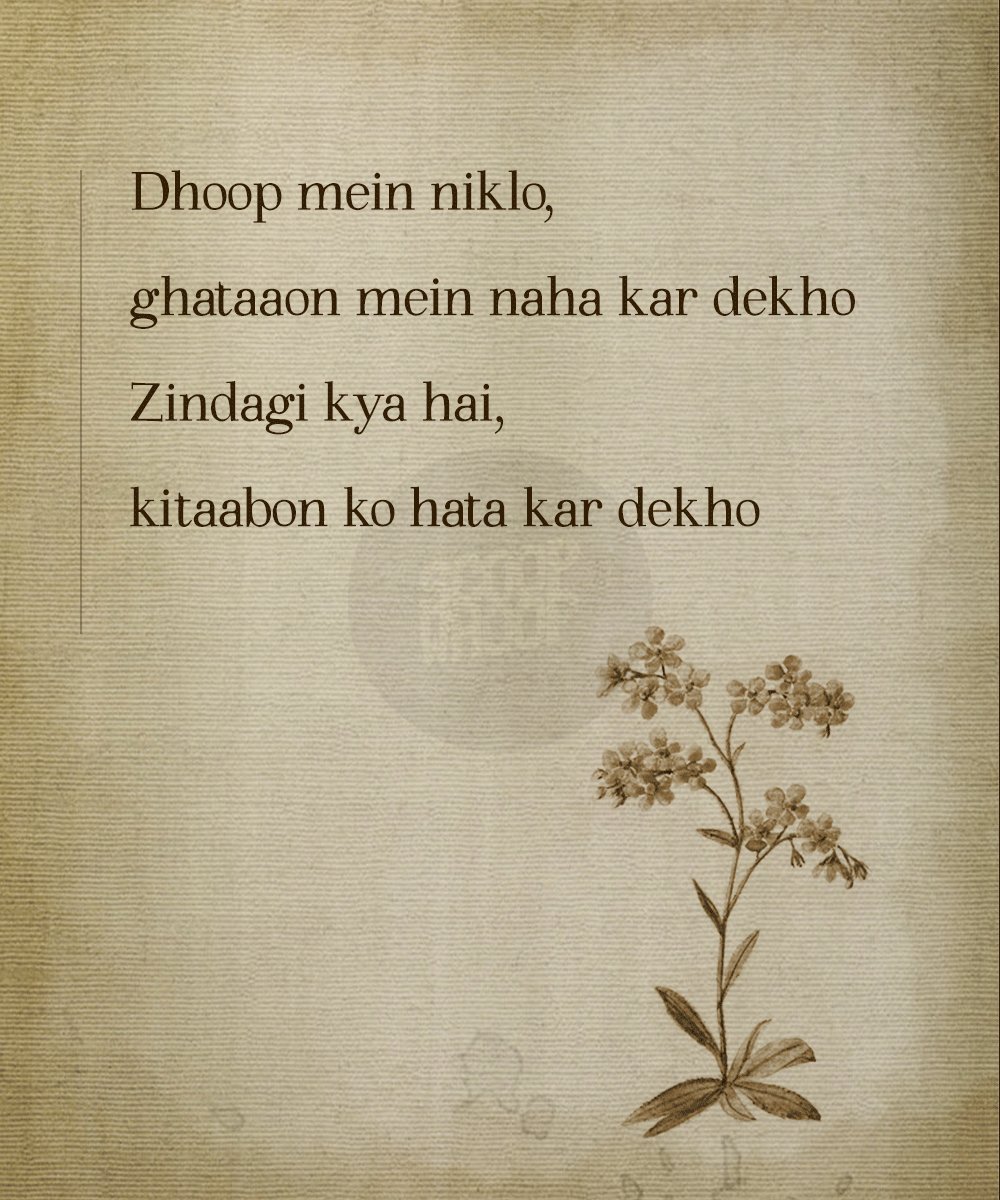 Dhoop mein niklo,
ghataaon mein naha kar dekho
Zindagi kya hai,
kitaabon ko hata kar dekho